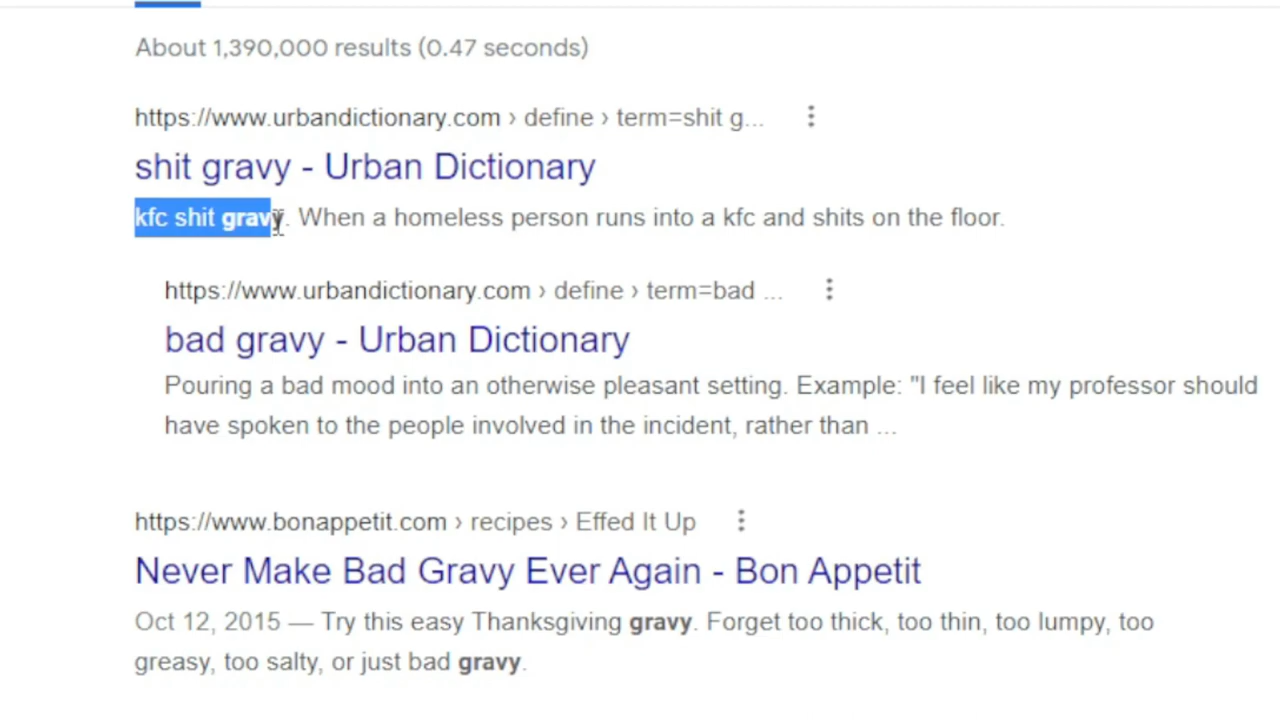 About 1,390,000 results (0.47 seconds)
https://www.urbandictionary.com › define › term=shit g...
shit gravy - Urban Dictionary
kfc shit gravy. When a homeless person runs into a kfc and shits on the floor.
https://www.urbandictionary.com › define › term=bad ...
bad gravy - Urban Dictionary
Pouring a bad mood into an otherwise pleasant setting. Example: "I feel like my professor should
have spoken to the people involved in the incident, rather than ...
https://www.bonappetit.com › recipes › Effed It Up
Never Make Bad Gravy Ever Again - Bon Appetit
Oct 12, 2015 — Try this easy Thanksgiving gravy. Forget too thick, too thin, too lumpy, too
greasy, too salty, or just bad gravy.